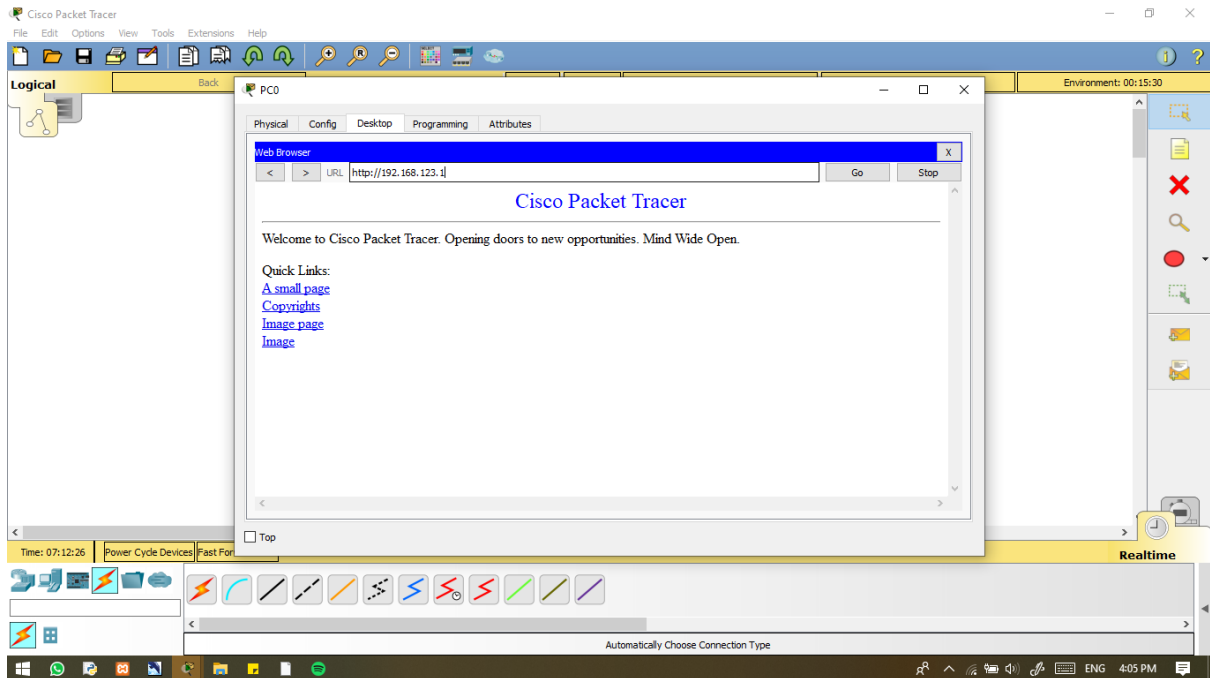 Cisco Packet Tracer
File Edit Options View Tools Extensions Help
Logical
Back
Environment: 00:15:30
PC0
Physical Config Desktop Programming Attributes
Web Browser
X
< > URL http://192.168.123.1 Go Stop
Cisco Packet Tracer
Welcome to Cisco Packet Tracer. Opening doors to new opportunities. Mind Wide Open.
Quick Links:
A small page
Copyrights
Image page
Image
Top
Time: 07:12:26 Power Cycle Devices Fast For
Realtime
Automatically Choose Connection Type
ENG 4:05 PM